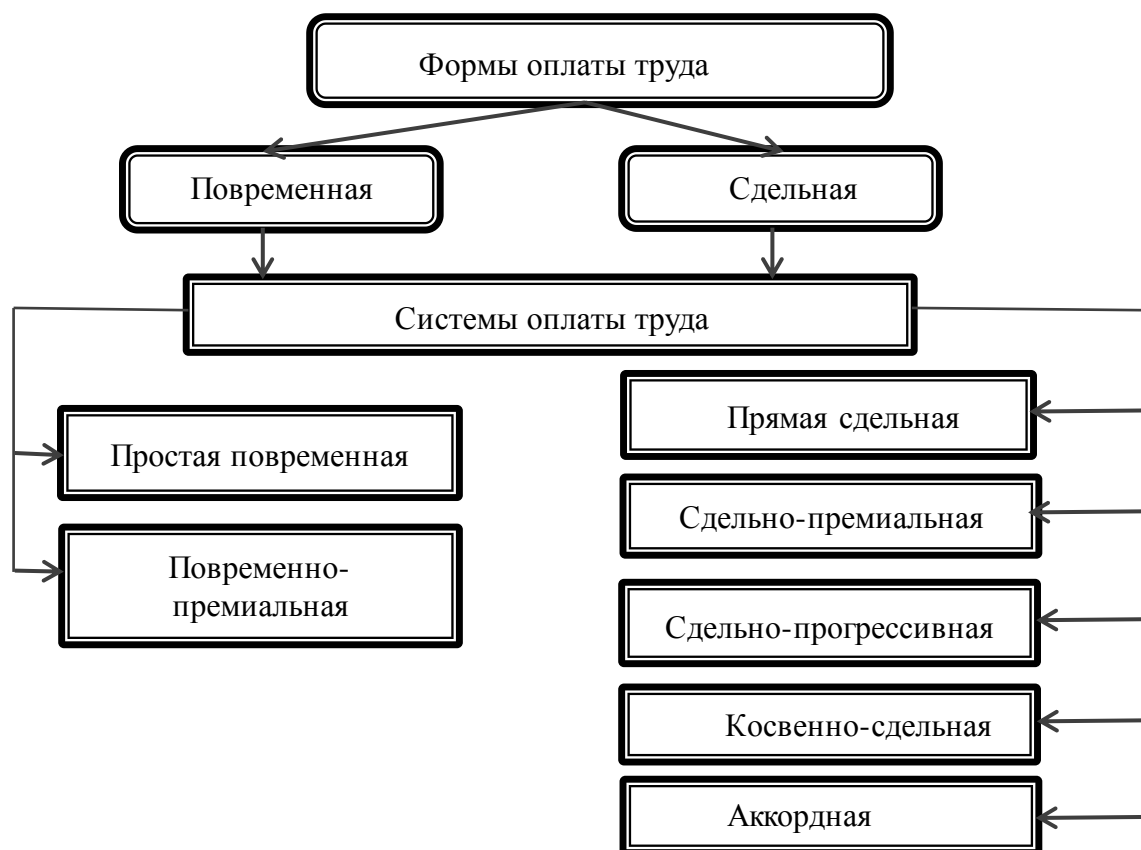 Формы оплаты труда
Повременная
Сдельная
Системы оплаты труда
Простая повременная
Повременно-
премиальная
Прямая сдельная
Сдельно-премиальная
Сдельно-прогрессивная
Косвенно-сдельная
Аккордная